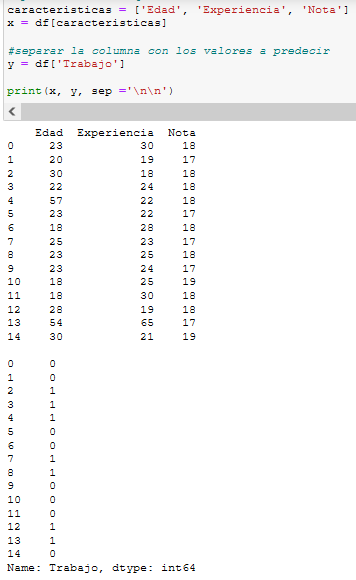 caracteristicas = ['Edad', 'Experiencia', 'Nota']
x = df[caracteristicas]
#separar la columna con los valores a predecir
y = df['Trabajo']
print(x, y, sep ='\n\n')
Edad Experiencia Nota
0 23 30 18
1 20 19 17
2 30 18 18
3 22 24 18
4 57 22 18
5 23 22 17
6 18 28 18
7 25 23 17
8 23 25 18
9 23 24 17
10 18 25 19
11 18 30 18
12 28 19 18
13 54 65 17
14 30 21 19
0 0
1 0
2 1
3 1
4 1
5 0
6 0
7 1
8 1
9 0
10 0
11 0
12 1
13 1
14 0
Name: Trabajo, dtype: int64